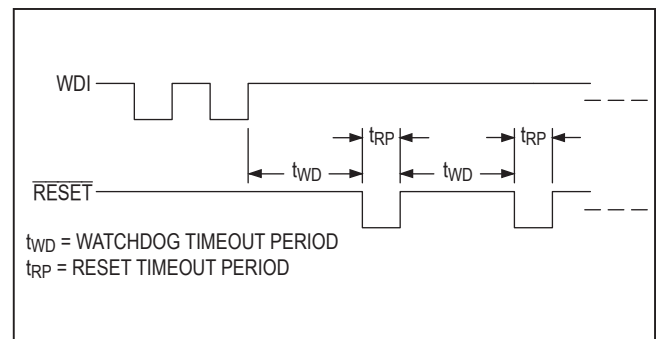 WDI
tRP
tRP
tWD
tWD
RESET
tWD = WATCHDOG TIMEOUT PERIOD
tRP = RESET TIMEOUT PERIOD